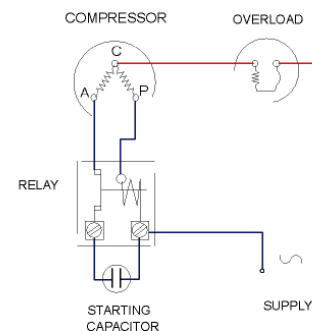 COMPRESSOR
OVERLOAD
C
A
P
RELAY
STARTING
CAPACITOR
SUPPLY